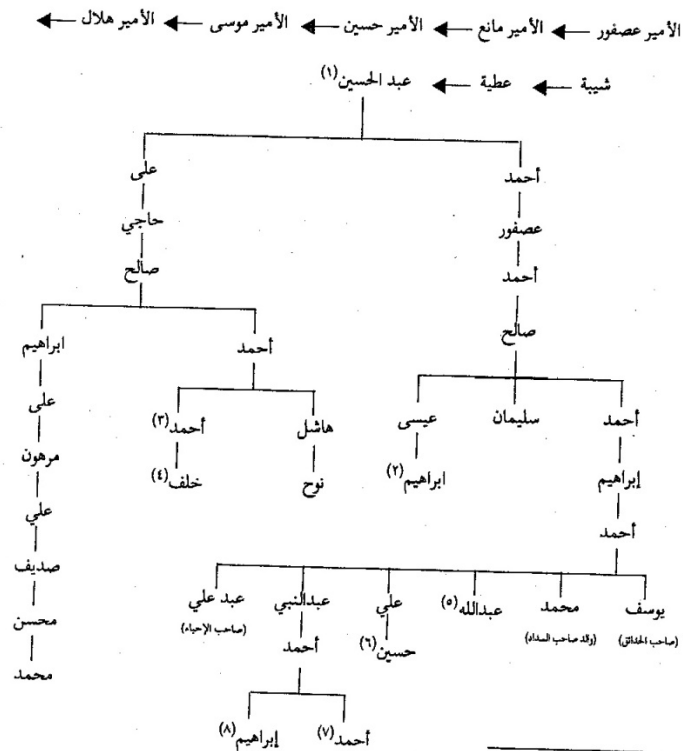 الأمير عصفور ← الأمير مانع ← الأمير حسين ← الأمير موسى ← الأمير هلال ←
شيبة ← عطية ← عبد الحسين (١)
أحمد
على
عصفور
حاجي
أحمد
صالح
صالح
أحمد
ابراهيم
أحمد
سليمان
عيسى
هاشل
أحمد (٣)
على
إبراهيم
ابراهيم (٢)
نوح
خلف (٤)
مرهون
أحمد
علي
صديف
يوسف
محمد
عبدالله (٥)
علي
عبدالنبي
عبد علي
(صاحب الحدائق)
(والد صاحب السداد)
(صاحب الإحياء)
محسن
حسين (٦)
أحمد
محمد
أحمد (٧)
إبراهيم (٨)